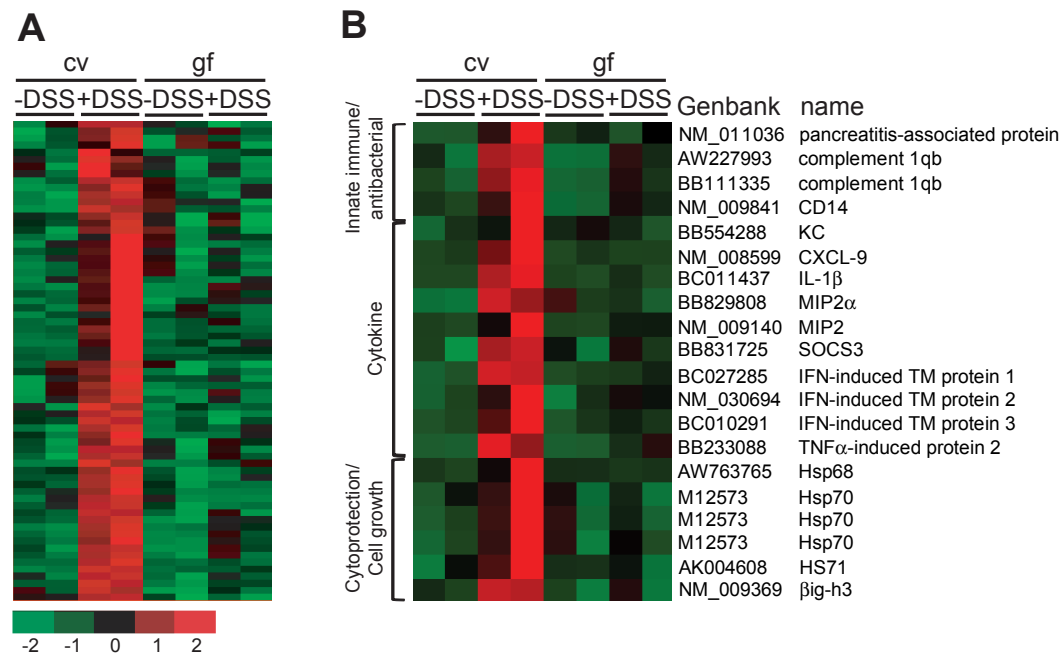 A
cv gf
-DSS +DSS -DSS +DSS
-2 -1 0 1 2
B
cv gf
-DSS +DSS -DSS +DSS Genbank name
Innate immune/
antibacterial
Cytokine
Cytoprotection/
Cell growth
NM_011036 pancreatitis-associated protein
AW227993 complement 1qb
BB111335 complement 1qb
NM_009841 CD14
BB554288 KC
NM_008599 CXCL-9
BC011437 IL-1β
BB829808 MIP2α
NM_009140 MIP2
BB831725 SOCS3
BC027285 IFN-induced TM protein 1
NM_030694 IFN-induced TM protein 2
BC010291 IFN-induced TM protein 3
BB233088 TNFα-induced protein 2
AW763765 Hsp68
M12573 Hsp70
M12573 Hsp70
M12573 Hsp70
AK004608 HS71
NM_009369 βig-h3